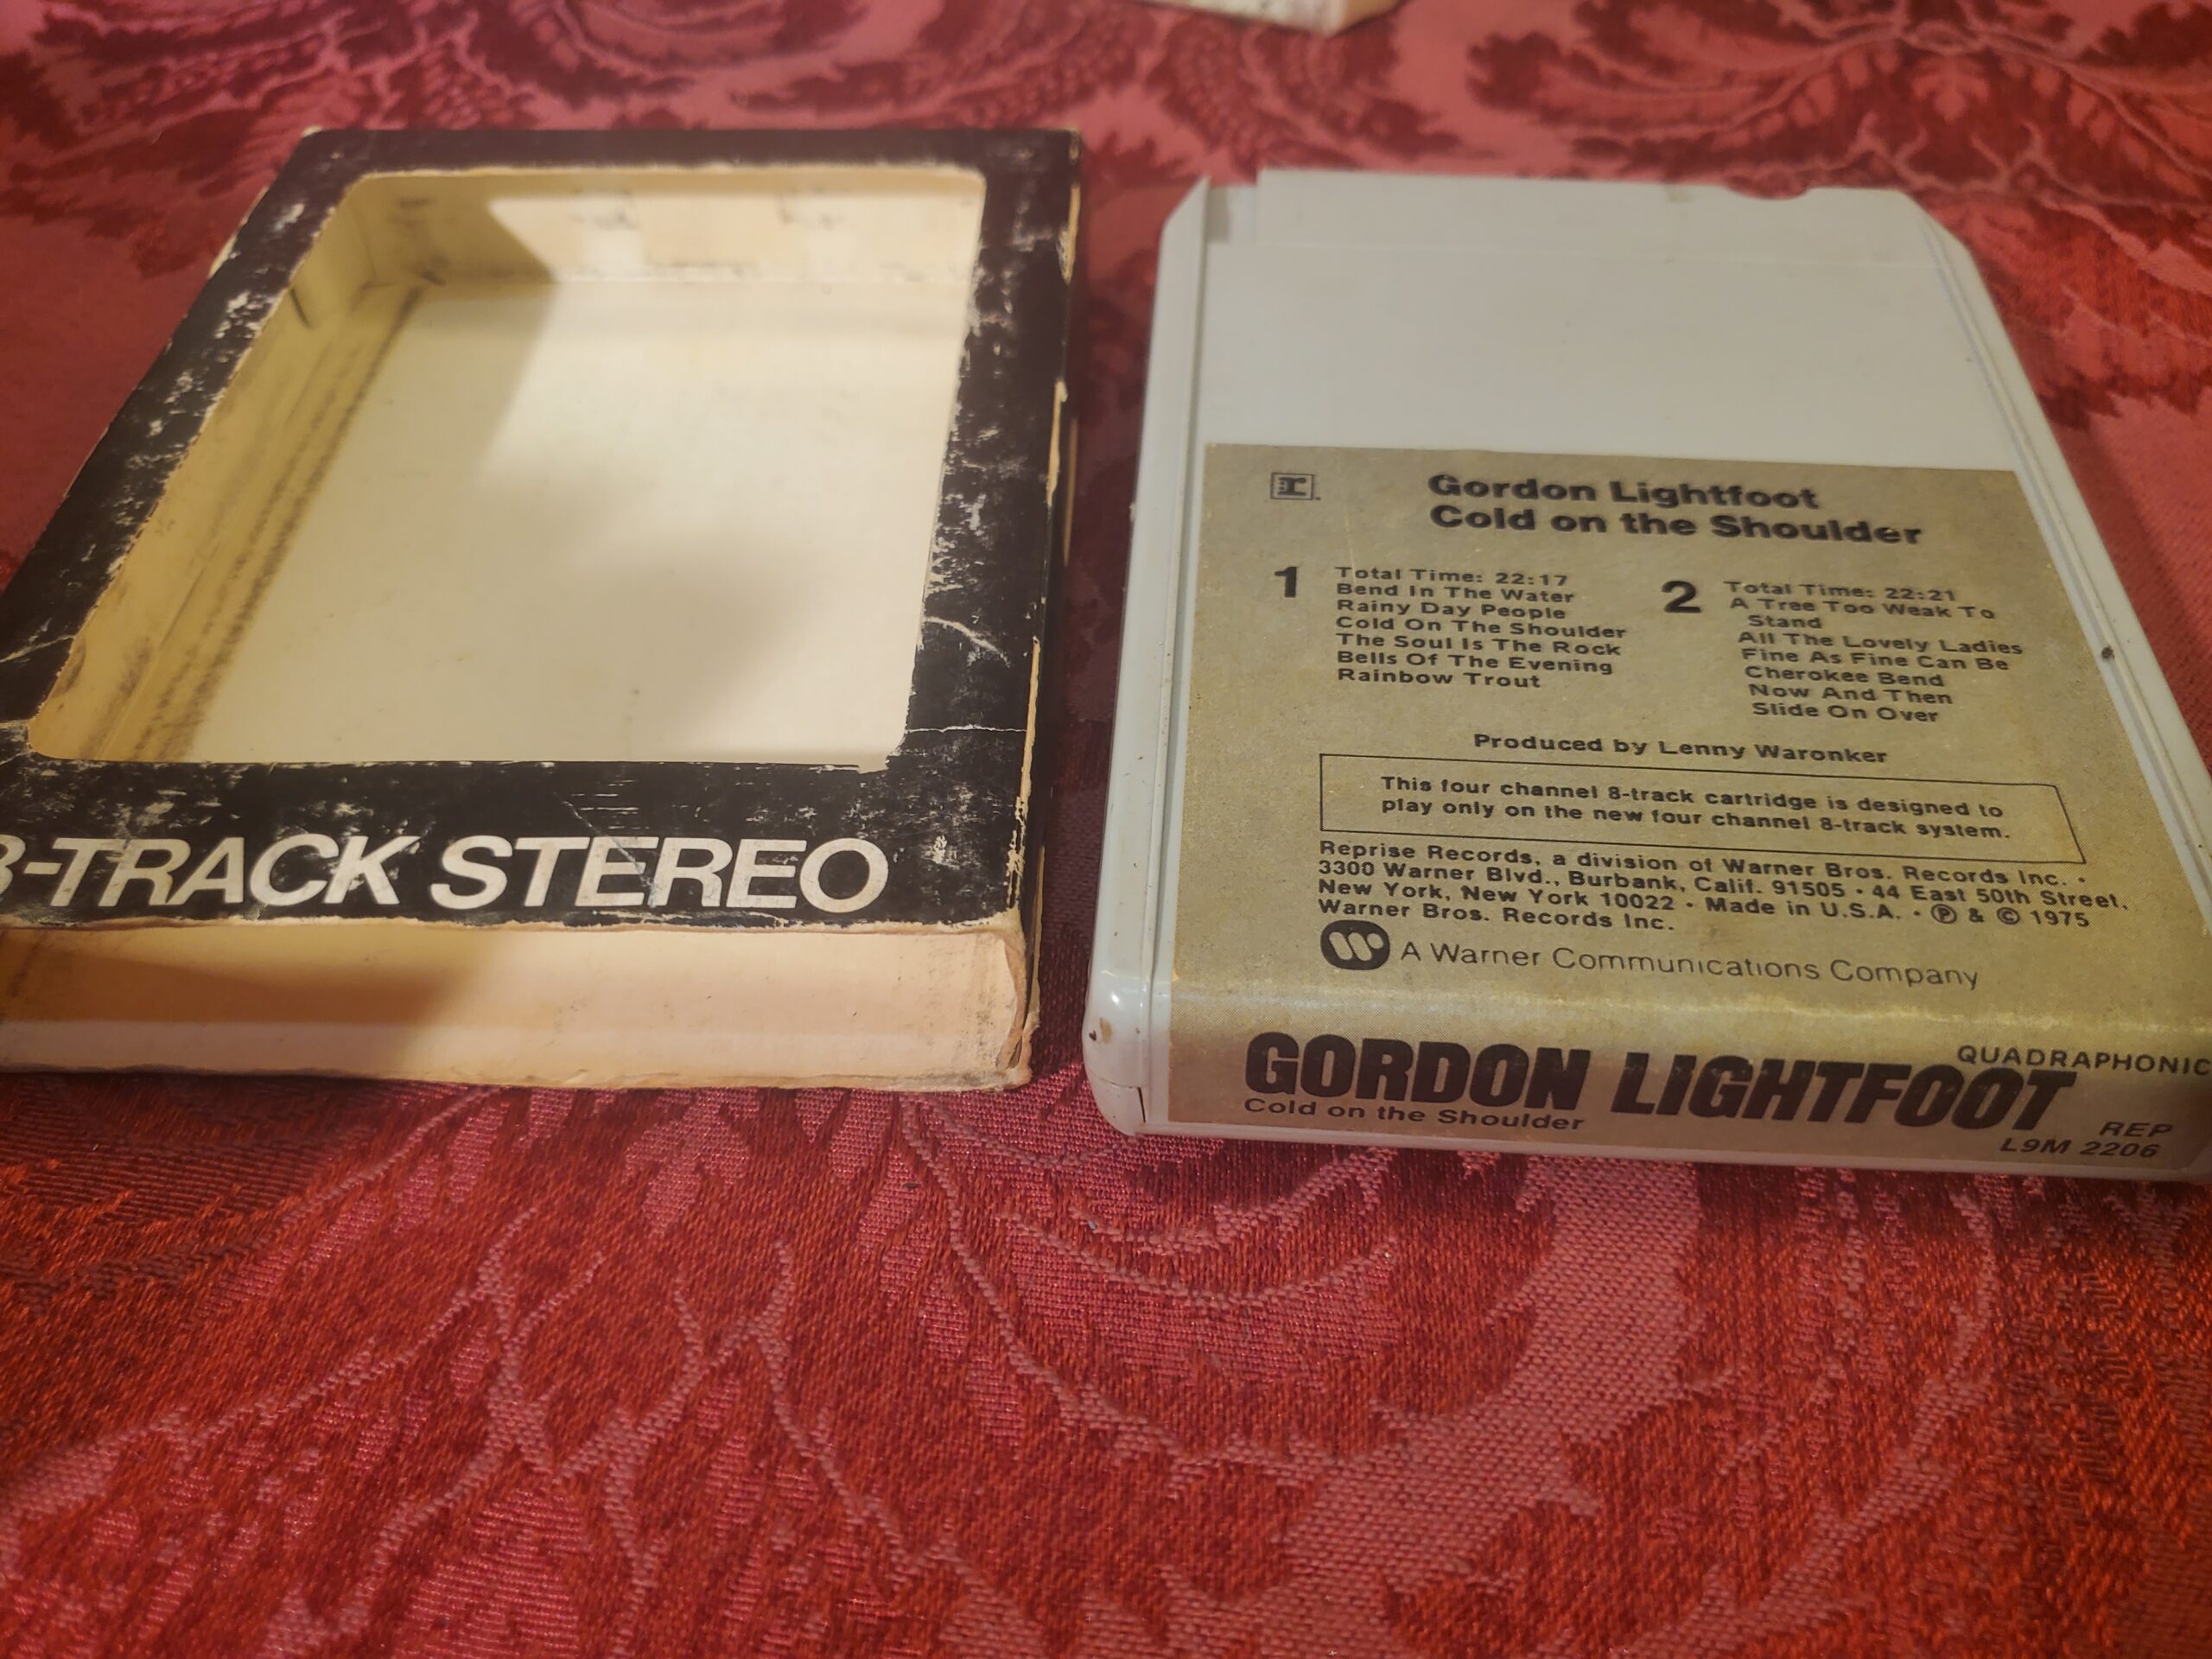 8-TRACK STEREO
r
Gordon Lightfoot
Cold on the Shoulder
1
Total Time: 22:17
Bend In The Water
Rainy Day People
Cold On The Shoulder
The Soul Is The Rock
Bells Of The Evening
Rainbow Trout
2
Total Time: 22:21
A Tree Too Weak To
Stand
All The Lovely Ladies
Fine As Fine Can Be
Cherokee Bend
Now And Then
Slide On Over
Produced by Lenny Waronker
This four channel 8-track cartridge is designed to
play only on the new four channel 8-track system.
Reprise Records, a division of Warner Bros. Records Inc. •
3300 Warner Blvd., Burbank, Calif. 91505 • 44 East 50th Street,
New York, New York 10022 • Made in U.S.A. • ℗ & © 1975
Warner Bros. Records Inc.
A Warner Communications Company
QUADRAPHONIC
GORDON LIGHTFOOT
Cold on the Shoulder
REP
L9M 2206